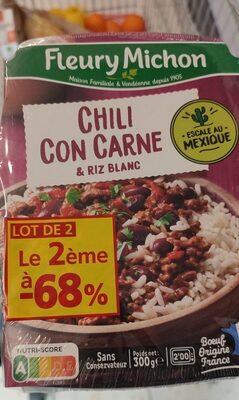 Fleury Michon
Maison Familiale & Vendéenne depuis 1905
CHILI
CON CARNE
& RIZ BLANC
ESCALE AU
MEXIQUE
LOT DE 2
Le 2ème
à
-68%
NUTRI-SCORE
A
Sans
Conservateur
Poids net:
300g
2'00
Bœuf
Origine
France